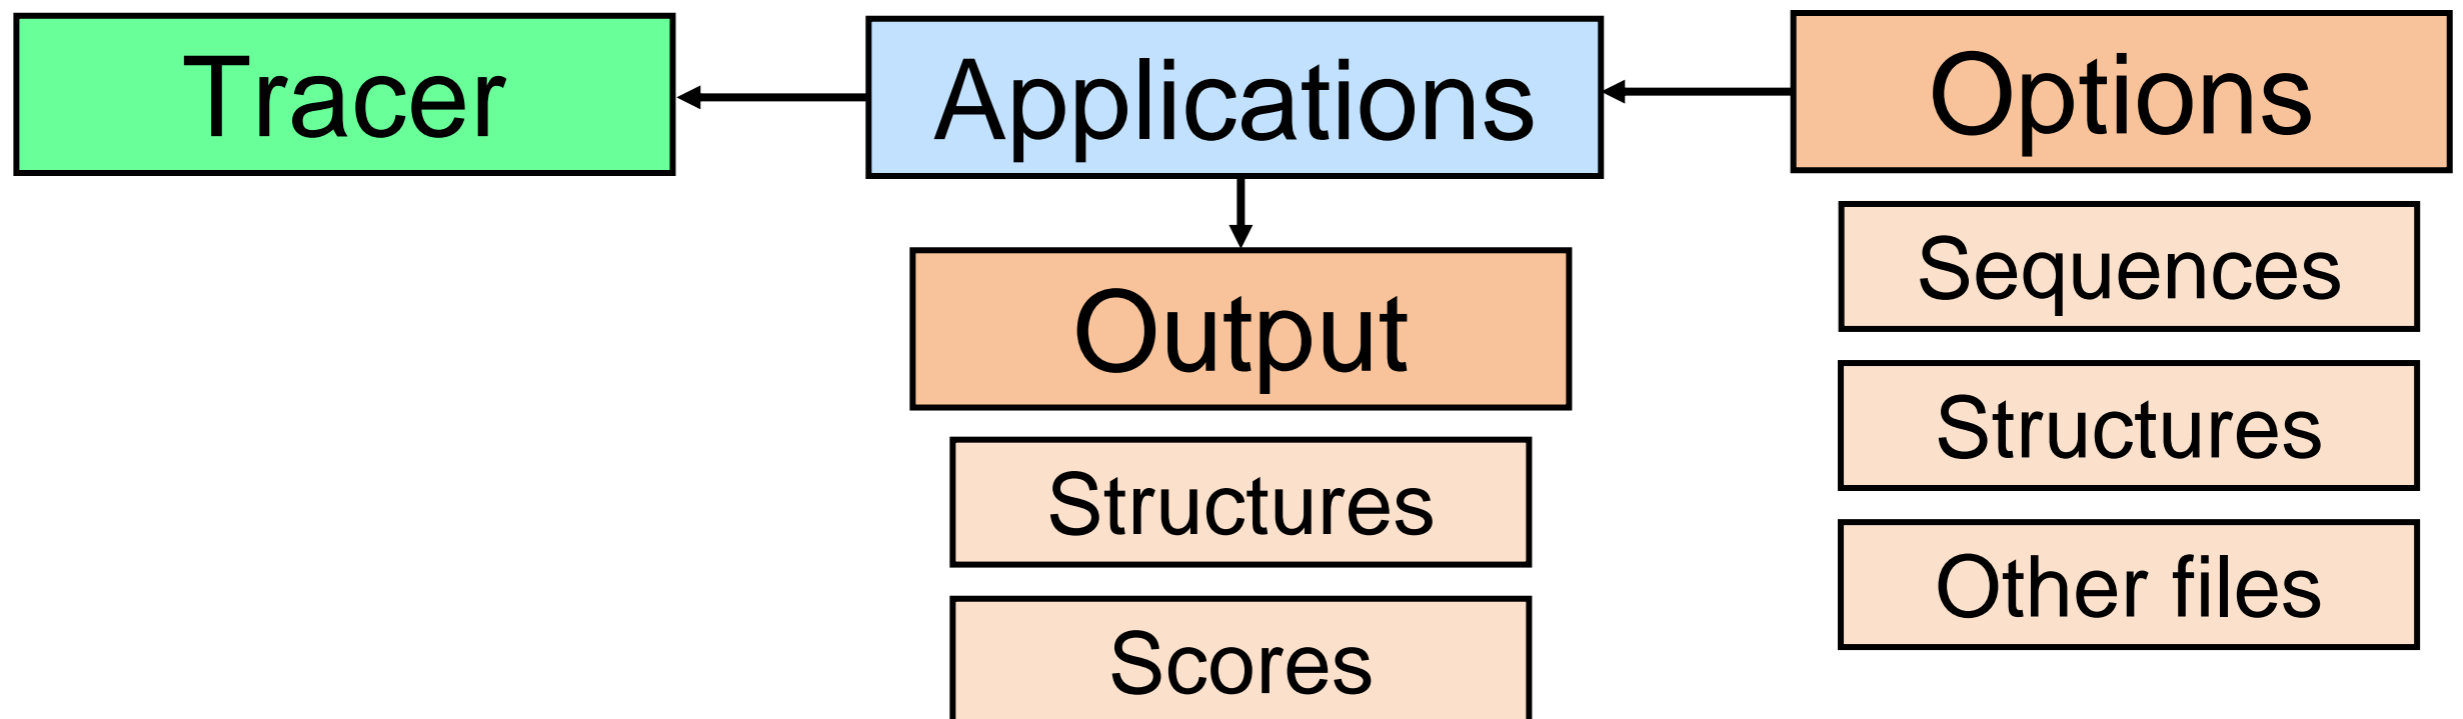 Tracer
Applications
Options
Output
Structures
Scores
Sequences
Structures
Other files